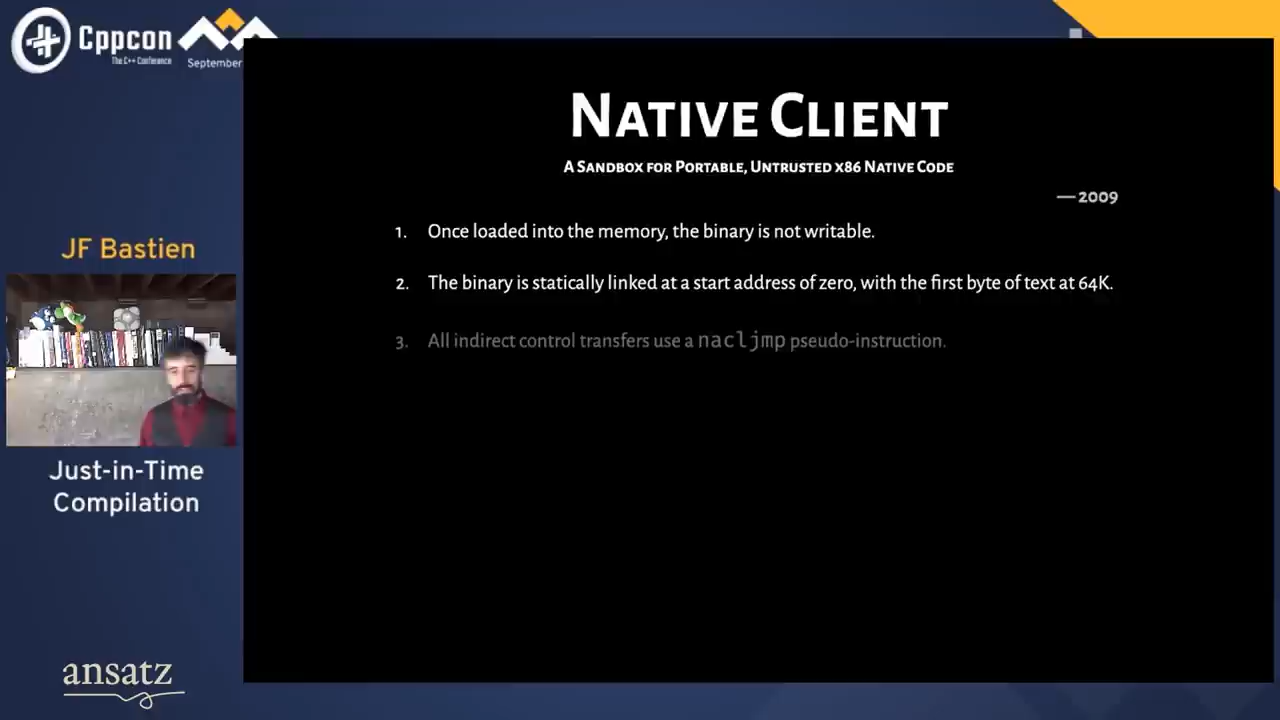 Cppcon
The C++ Conference
September
JF Bastien
Just-in-Time
Compilation
ansatz
NATIVE CLIENT
A SANDBOX FOR PORTABLE, UNTRUSTED X86 NATIVE CODE
— 2009
1. Once loaded into the memory, the binary is not writable.
2. The binary is statically linked at a start address of zero, with the first byte of text at 64K.
3. All indirect control transfers use a nacljmp pseudo-instruction.